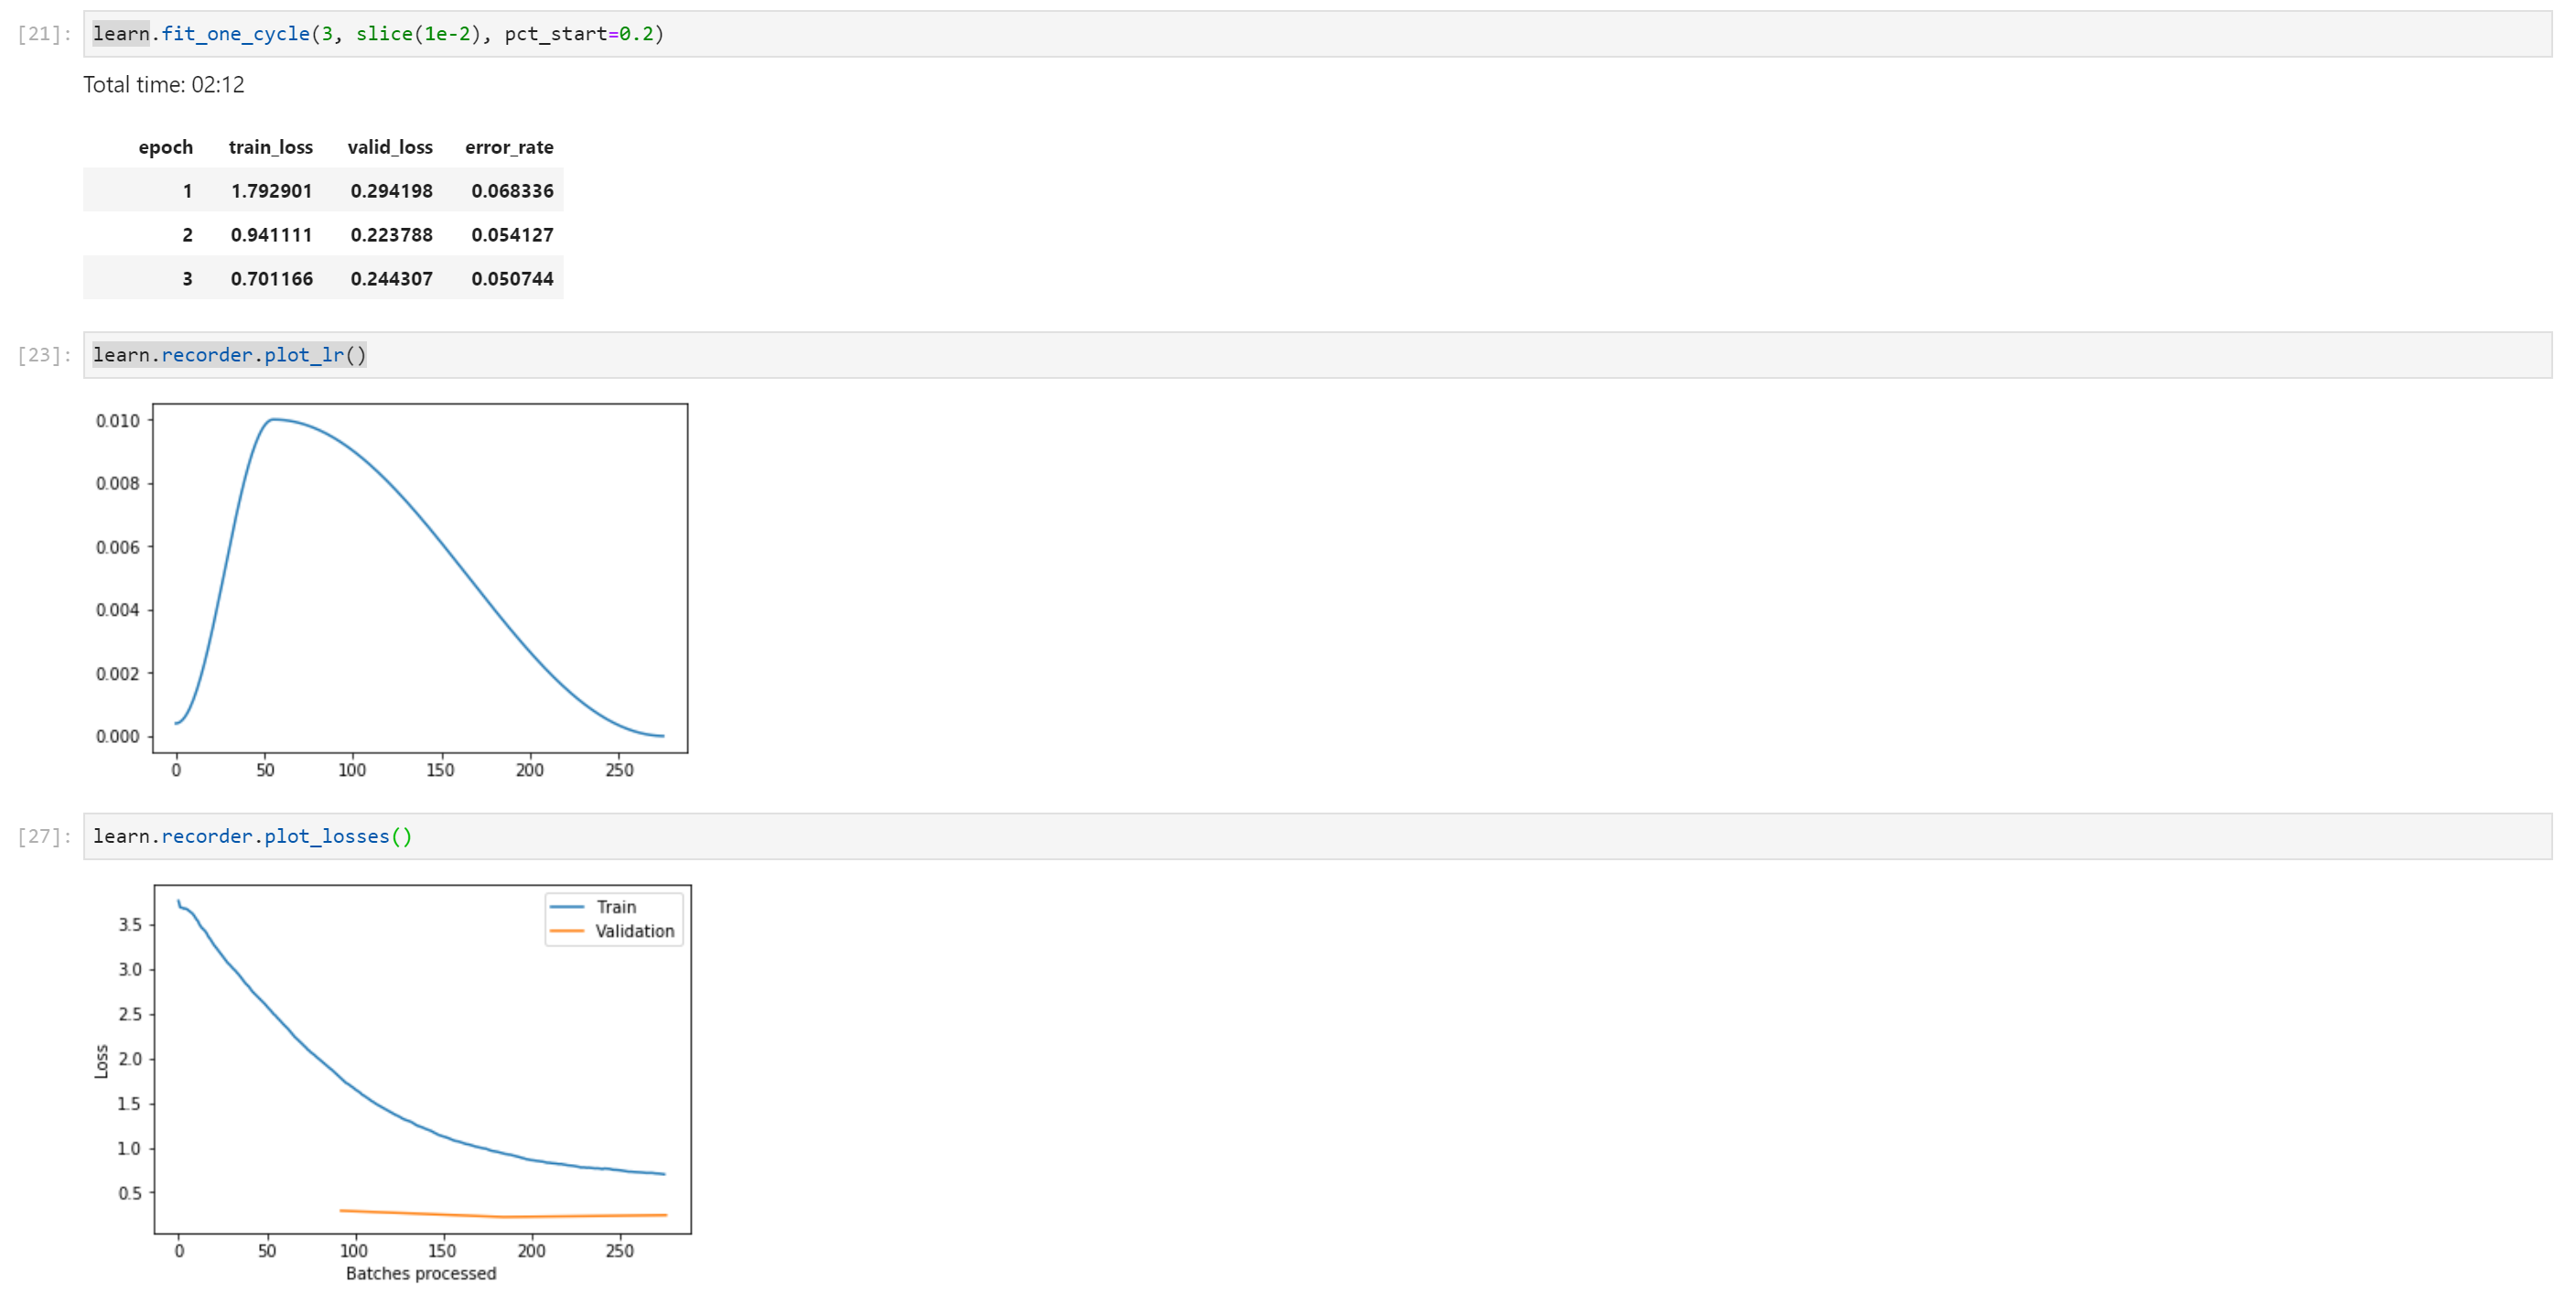 [21]: learn.fit_one_cycle(3, slice(1e-2), pct_start=0.2)
Total time: 02:12
epoch train_loss valid_loss error_rate
1 1.792901 0.294198 0.068336
2 0.941111 0.223788 0.054127
3 0.701166 0.244307 0.050744
[23]: learn.recorder.plot_lr()
0.010
0.008
0.006
0.004
0.002
0.000
0 50 100 150 200 250
[27]: learn.recorder.plot_losses()
Train
Validation
3.5
3.0
2.5
2.0
1.5
1.0
0.5
Loss
0 50 100 150 200 250
Batches processed